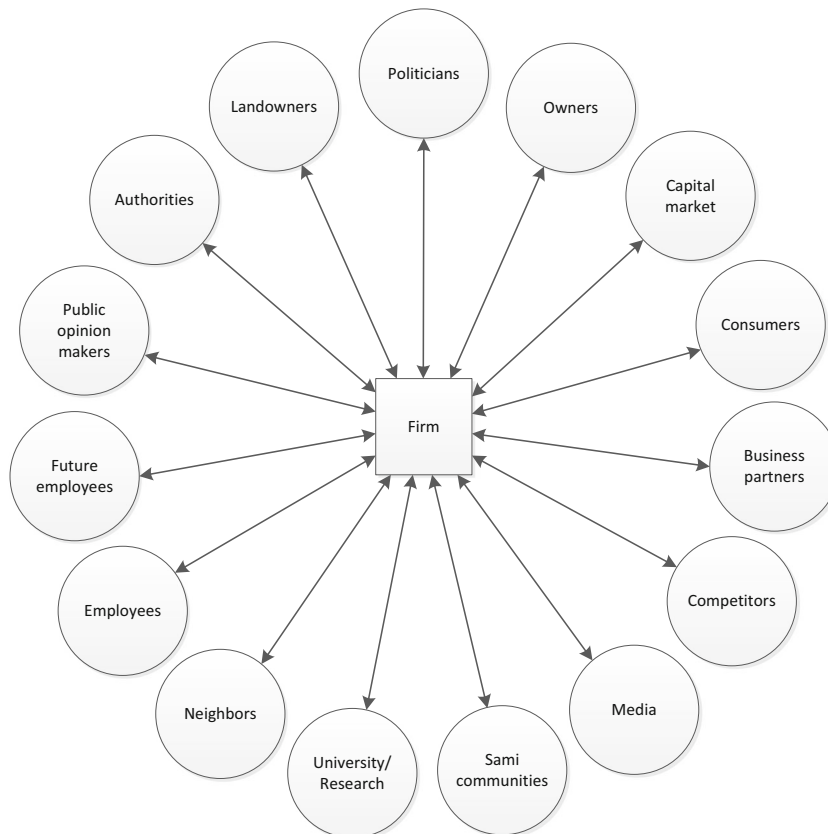 Politicians
Landowners
Owners
Authorities
Capital
market
Public
opinion
makers
Consumers
Firm
Future
employees
Business
partners
Employees
Competitors
Neighbors
Media
University/
Research
Sami
communities